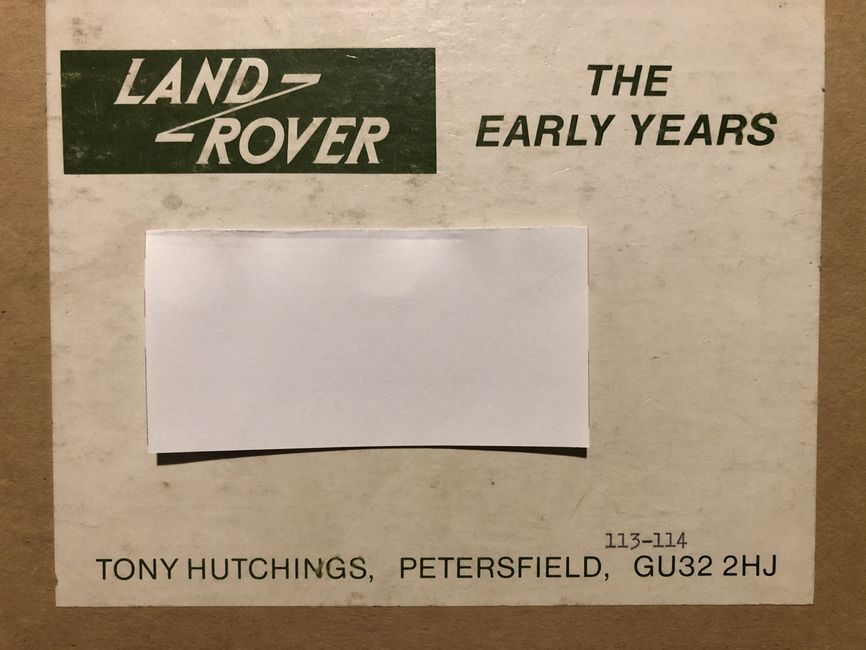 LAND-
-ROVER
THE
EARLY YEARS
113-114
TONY HUTCHINGS, PETERSFIELD, GU32 2HJ